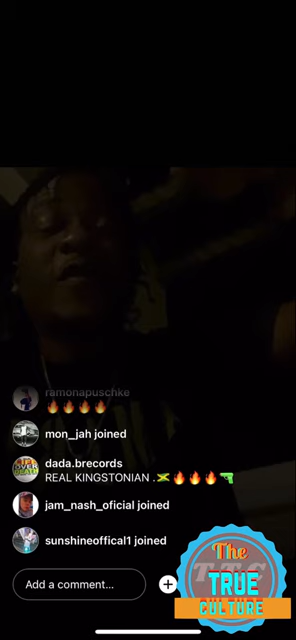 ramonapuschke
🔥🔥🔥🔥
mon_jah joined
dada.brecords
REAL KINGSTONIAN .🇯🇲🔥🔥🔥🔫
jam_nash_oficial joined
sunshineoffical1 joined
Add a comment...
The
TRUE
CULTURE